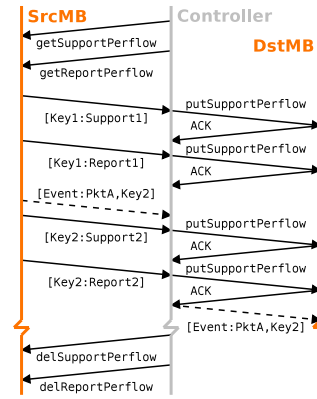 SrcMB
Controller
DstMB
getSupportPerflow
getReportPerflow
putSupportPerflow
[Key1:Support1]
ACK
putSupportPerflow
[Key1:Report1]
ACK
[Event:PktA,Key2]
putSupportPerflow
[Key2:Support2]
ACK
putSupportPerflow
[Key2:Report2]
ACK
[Event:PktA,Key2]
delSupportPerflow
delReportPerflow